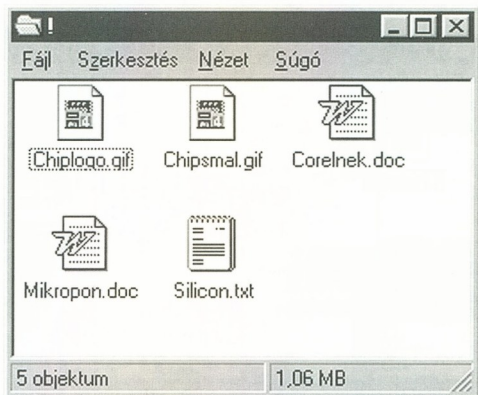 !
Fájl Szerkesztés Nézet Súgó
Chiplogo.gif Chipsmal.gif Corelnek.doc
Mikropon.doc Silicon.txt
5 objektum 1,06 MB